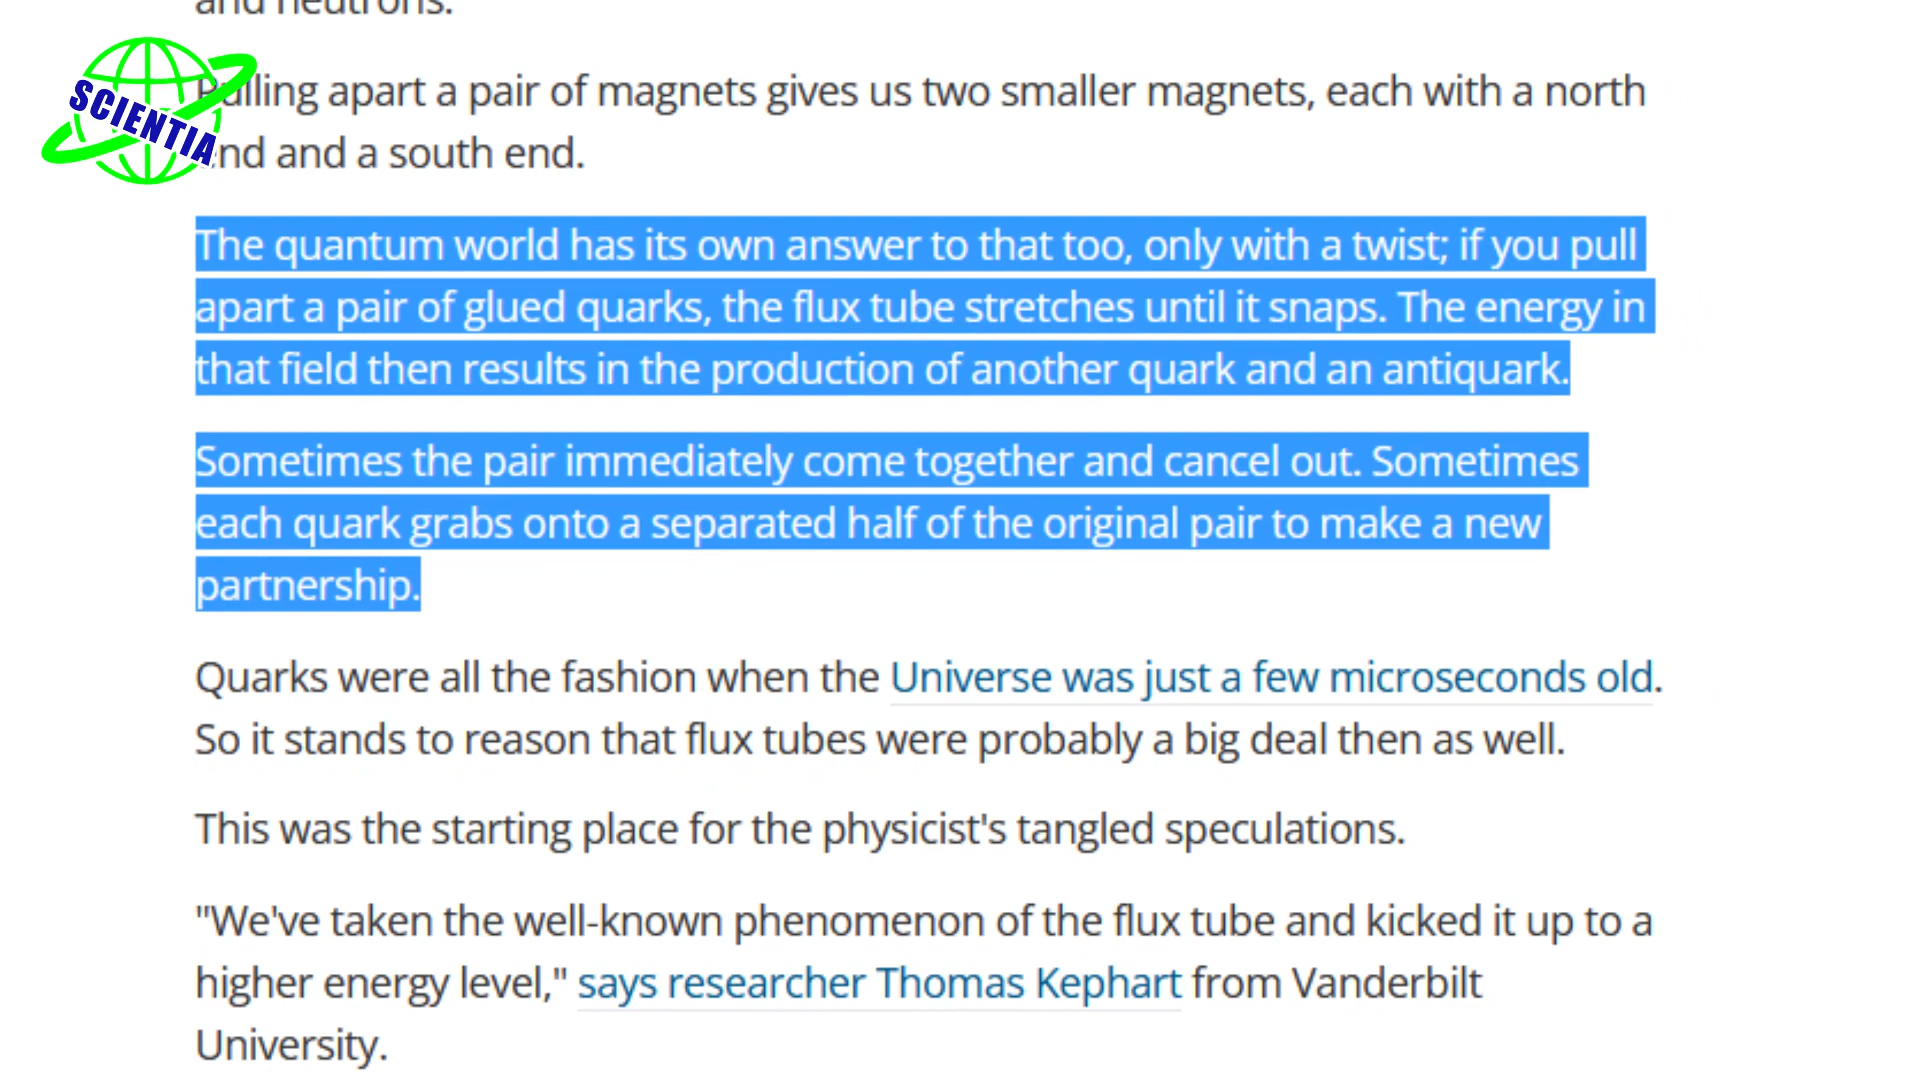 and neutrons.
SCIENTIA
Pulling apart a pair of magnets gives us two smaller magnets, each with a north
end and a south end.
The quantum world has its own answer to that too, only with a twist; if you pull
apart a pair of glued quarks, the flux tube stretches until it snaps. The energy in
that field then results in the production of another quark and an antiquark.
Sometimes the pair immediately come together and cancel out. Sometimes
each quark grabs onto a separated half of the original pair to make a new
partnership.
Quarks were all the fashion when the Universe was just a few microseconds old.
So it stands to reason that flux tubes were probably a big deal then as well.
This was the starting place for the physicist's tangled speculations.
"We've taken the well-known phenomenon of the flux tube and kicked it up to a
higher energy level," says researcher Thomas Kephart from Vanderbilt
University.